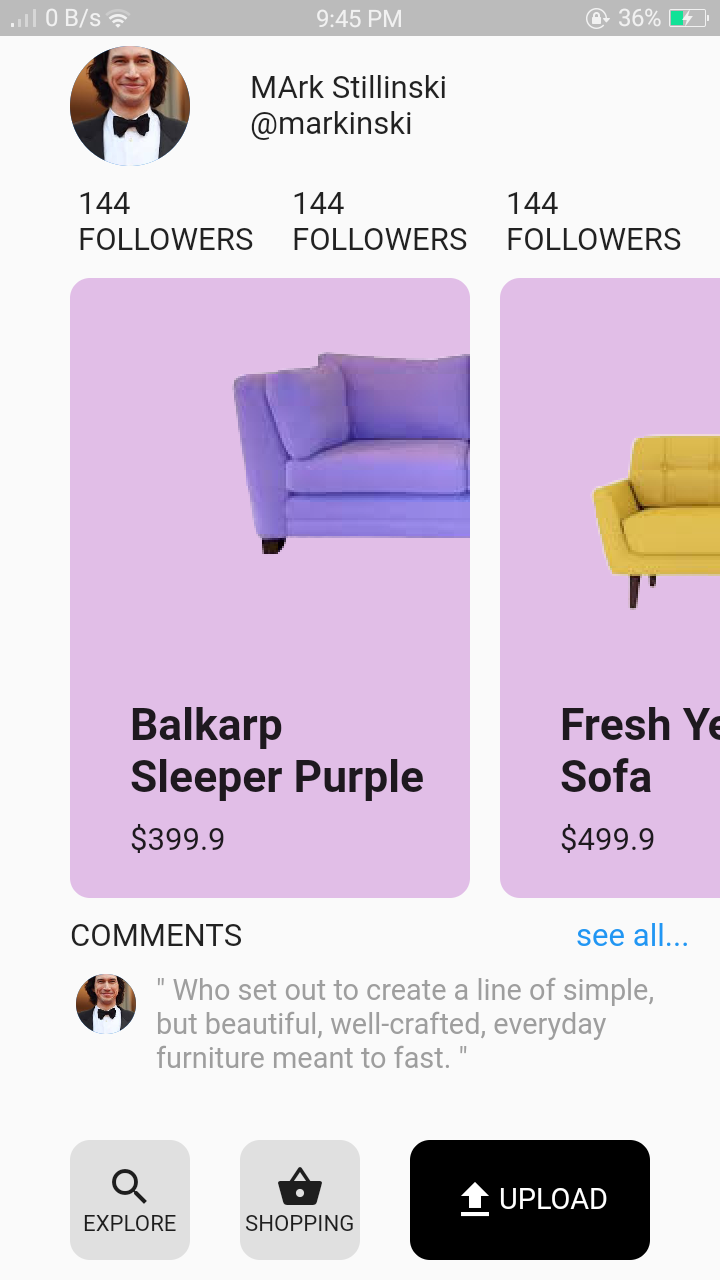 0 B/s 9:45 PM 36%
MArk Stillinski
@markinski
144 144 144
FOLLOWERS FOLLOWERS FOLLOWERS
Balkarp
Sleeper Purple
$399.9
Fresh
Sofa
$499.9
COMMENTS see all...
" Who set out to create a line of simple,
but beautiful, well-crafted, everyday
furniture meant to fast. "
EXPLORE SHOPPING UPLOAD